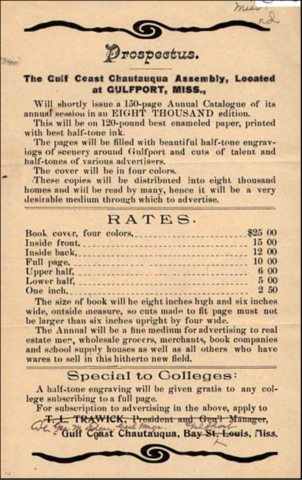 Miss
n.d.
Prospectus.
The Gulf Coast Chautauqua Assembly, Located
at GULFPORT, MISS.,
Will shortly issue a 150-page Annual Catalogue of its
annual session in an EIGHT THOUSAND edition.
This will be on 120-pound best enameled paper, printed
with best half-tone ink.
The pages will be filled with beautiful half-tone engrav-
ings of scenery around Gulfport and cuts of talent and
half-tones of various advertisers.
The cover will be in four colors.
These copies will be distributed into eight thousand
homes and will be read by many, hence it will be a very
desirable medium through which to advertise.
RATES.
Book cover, four colors, $25 00
Inside front, 15 00
Inside back, 12 00
Full page, 10 00
Upper half, 6 00
Lower half, 5 00
One inch, 2 50
The size of book will be eight inches high and six inches
wide, outside measure, so cuts made to fit page must not
be larger than six inches upright by four wide.
The Annual will be a fine medium for advertising to real
estate men, wholesale grocers, merchants, book companies
and school supply houses as well as all others who have
wares to sell in this hitherto new field.
Special to Colleges:
A half-tone engraving will be given gratis to any col-
lege subscribing to a full page.
For subscription to advertising in the above, apply to
T. L. TRAWICK, President and Gen'l Manager,
Gulfport
Gulf Coast Chautauqua, Bay St. Louis, Miss.